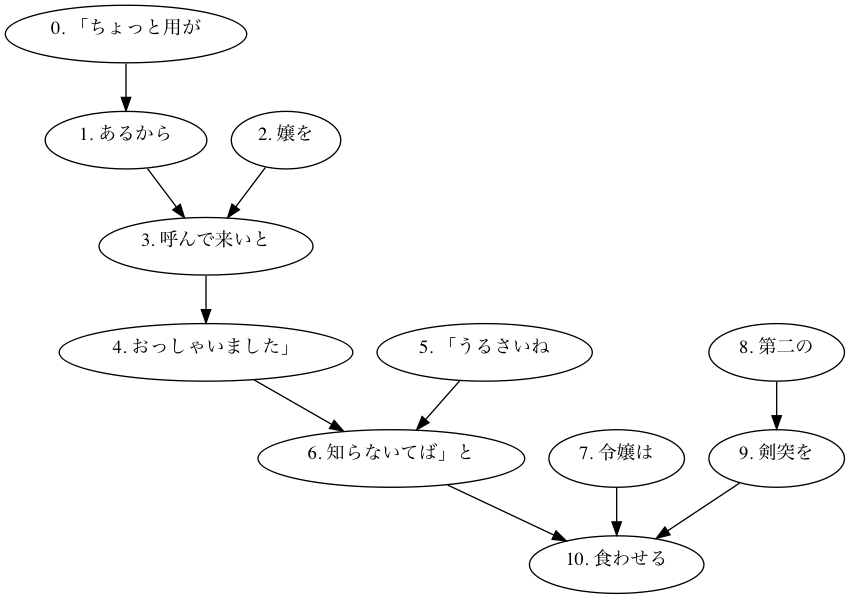 0. 「ちょっと用が
1. あるから
2. 嬢を
3. 呼んで来いと
4. おっしゃいました」
5. 「うるさいね
8. 第二の
6. 知らないてば」と
7. 令嬢は
9. 剣突を
10. 食わせる